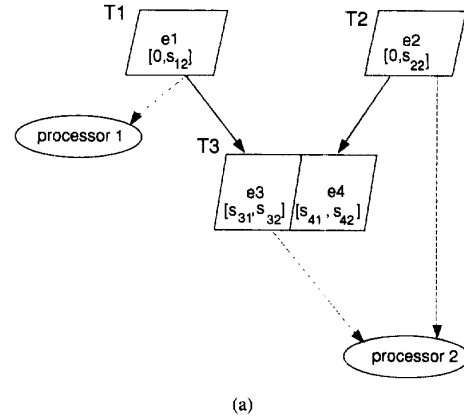 T1
T2
e1
[0,s12]
e2
[0,s22]
processor 1
T3
e3
[s31,s32]
e4
[s41,s42]
processor 2
(a)